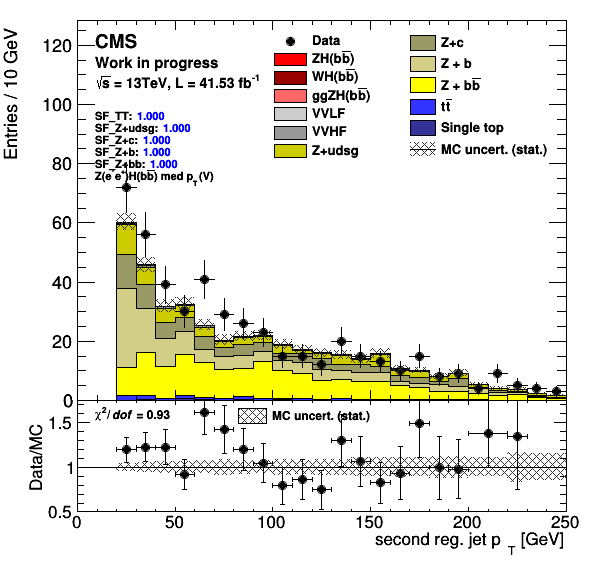 CMS
Work in progress
√s = 13TeV, L = 41.53 fb⁻¹
SF_TT: 1.000
SF_Z+udsg: 1.000
SF_Z+c: 1.000
SF_Z+b: 1.000
SF_Z+bb: 1.000
Z(e⁻e⁺)H(bb̅) med p_T(V)
Data
ZH(bb̅)
WH(bb̅)
ggZH(bb̅)
VVLF
VVHF
Z+udsg
Z+c
Z + b
Z + bb̅
tt̅
Single top
MC uncert. (stat.)
Entries / 10 GeV
120
100
80
60
40
20
0
χ²/ dof = 0.93
MC uncert. (stat.)
Data/MC
1.5
1
0.5
0 50 100 150 200 250
second reg. jet p_T [GeV]